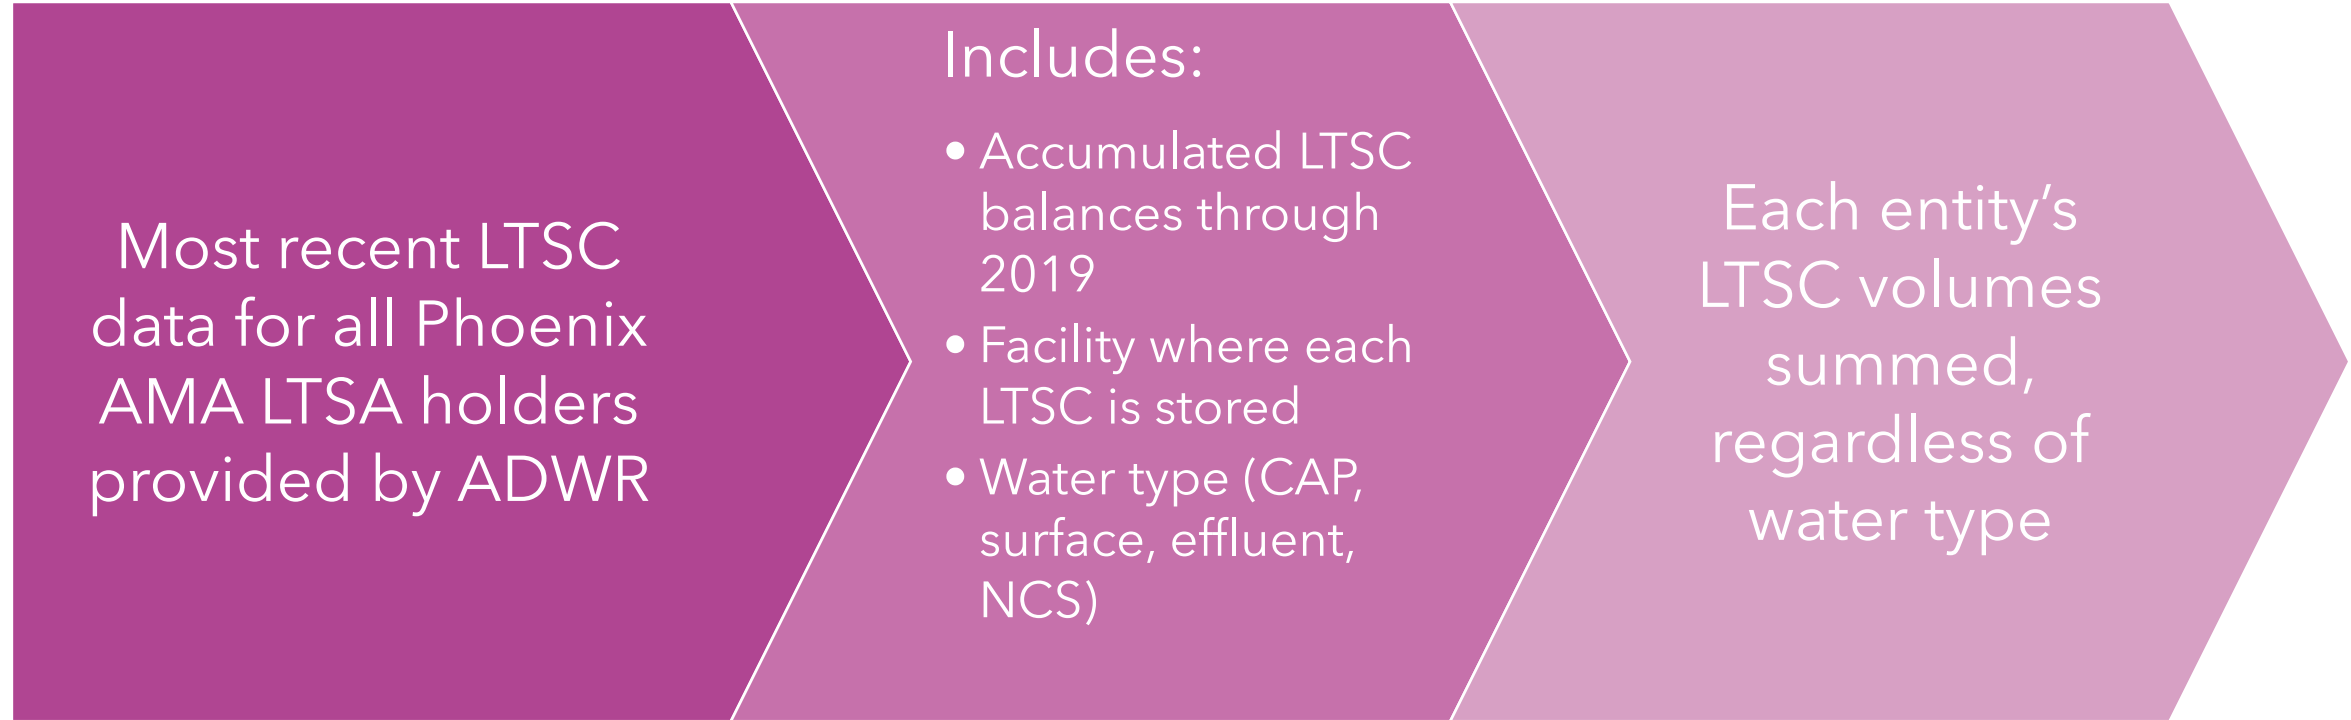 Most recent LTSC
data for all Phoenix
AMA LTSA holders
provided by ADWR
Includes:
• Accumulated LTSC
balances through
2019
• Facility where each
LTSC is stored
• Water type (CAP,
surface, effluent,
NCS)
Each entity’s
LTSC volumes
summed,
regardless of
water type